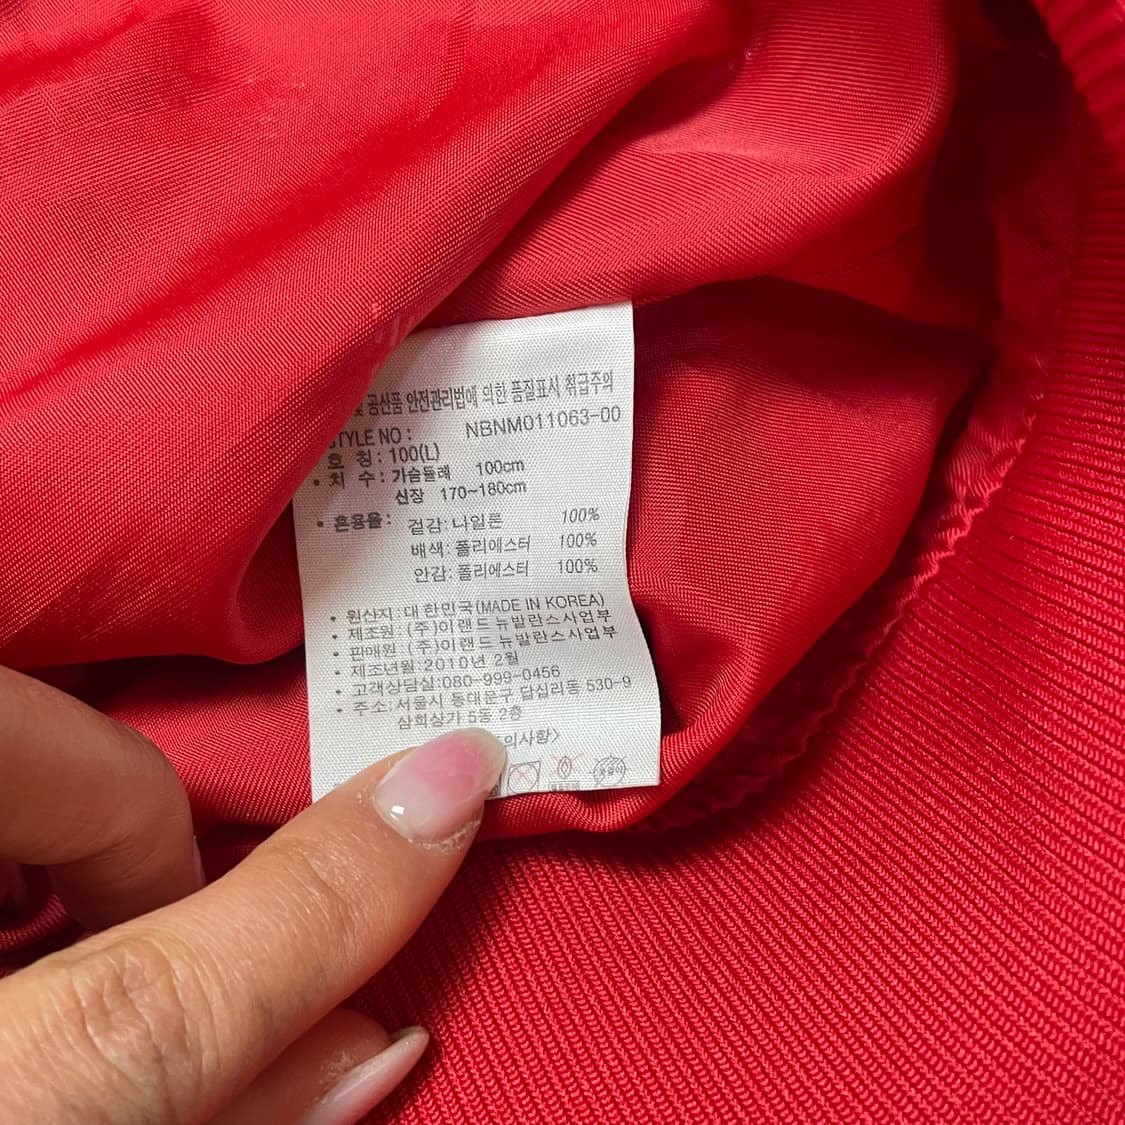 공산품 안전관리법에 의한 품질표시 취급주의
STYLE NO : NBNM011063-00
호 칭 : 100(L)
• 치 수 : 가슴둘레 100cm
신장 170~180cm
• 혼용율 : 겉감 : 나일론 100%
배색 : 폴리에스터 100%
안감 : 폴리에스터 100%
• 원산지 : 대한민국(MADE IN KOREA)
• 제조원 : (주)이랜드 뉴발란스사업부
• 판매원 : (주)이랜드 뉴발란스사업부
• 제조년월 : 2010년 2월
• 고객상담실 : 080-999-0456
• 주소 : 서울시 동대문구 답십리동 530-9
삼희상가 5동 2층
의사항>